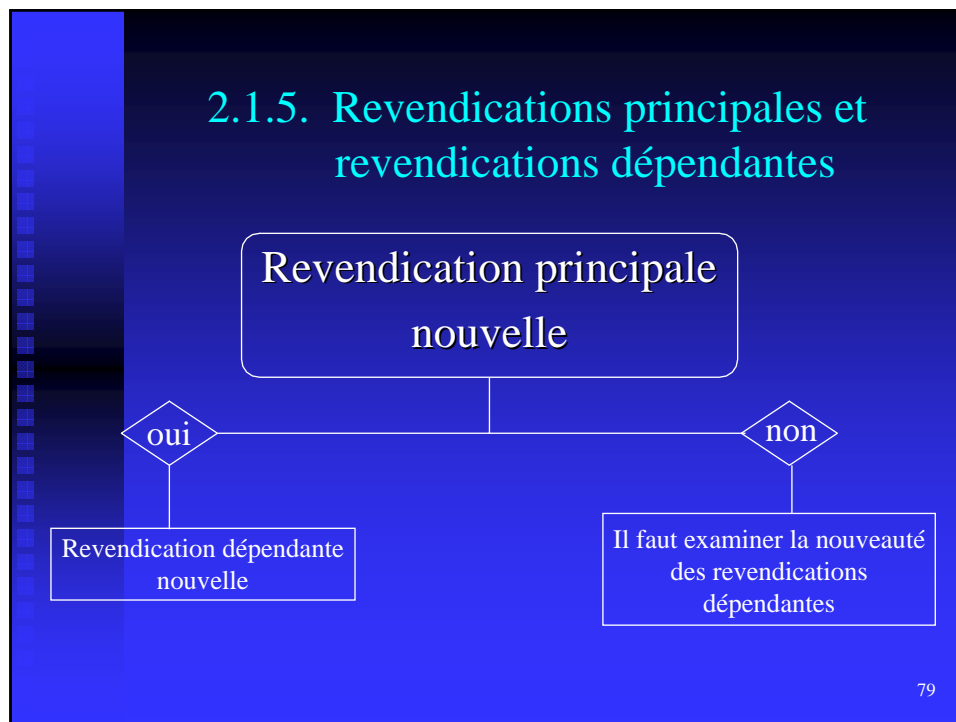 2.1.5. Revendications principales et
revendications dépendantes
Revendication principale
nouvelle
oui
non
Revendication dépendante
nouvelle
Il faut examiner la nouveauté
des revendications
dépendantes
79